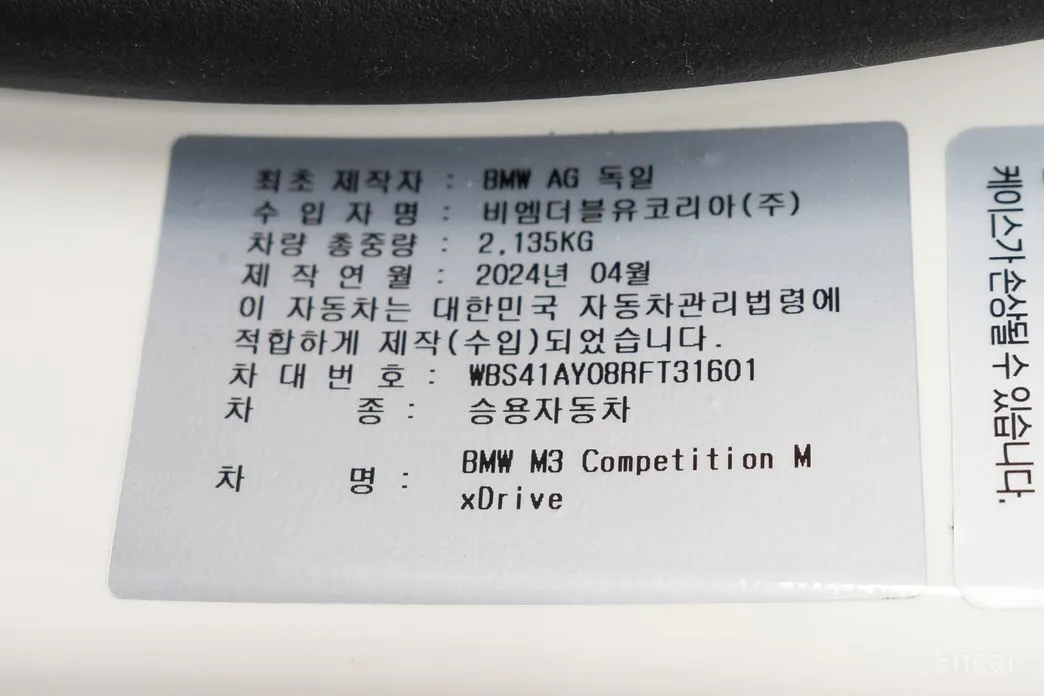 최초 제작자 : BMW AG 독일
수 입 자 명 : 비엠더블유코리아(주)
차량 총중량 : 2,135KG
제 작 연 월 : 2024년 04월
이 자동차는 대한민국 자동차관리법령에
적합하게 제작(수입)되었습니다.
차 대 번 호 : WBS41AY08RFT31601
차 종 : 승용자동차
차 명 : BMW M3 Competition M
xDrive
케이스가 손상될 수 있습니다.
Encar